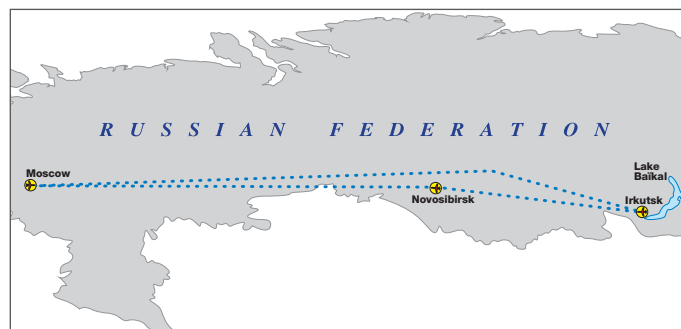 RUSSIAN FEDERATION
Lake
Baïkal
Moscow
Novosibirsk
Irkutsk